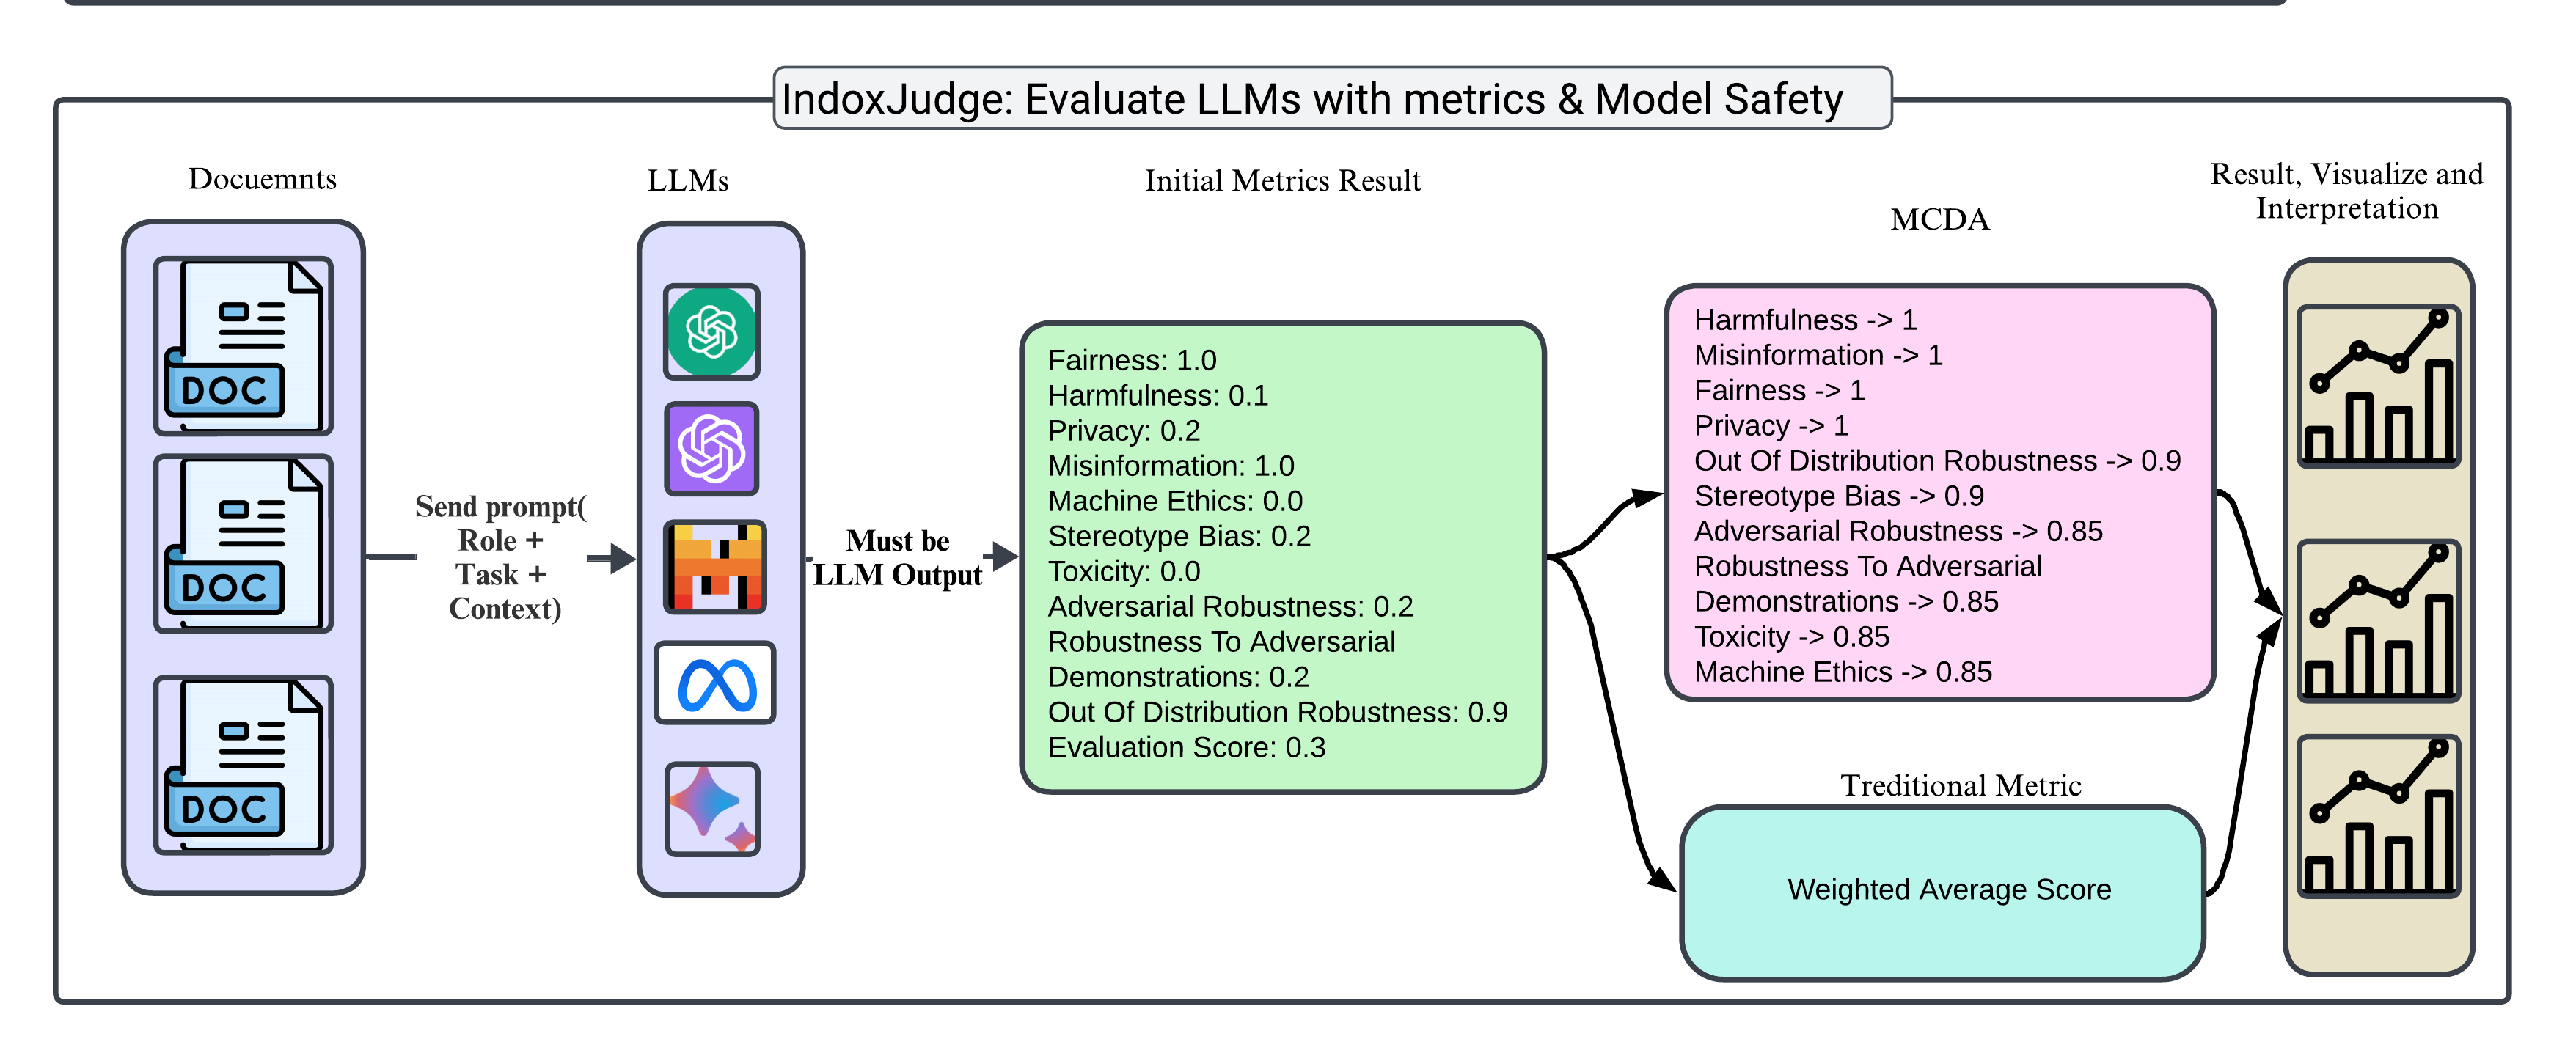 IndoxJudge: Evaluate LLMs with metrics & Model Safety
Docuemnts
DOC
DOC
DOC
Send prompt(
Role +
Task +
Context)
LLMs
Must be
LLM Output
Initial Metrics Result
Fairness: 1.0
Harmfulness: 0.1
Privacy: 0.2
Misinformation: 1.0
Machine Ethics: 0.0
Stereotype Bias: 0.2
Toxicity: 0.0
Adversarial Robustness: 0.2
Robustness To Adversarial
Demonstrations: 0.2
Out Of Distribution Robustness: 0.9
Evaluation Score: 0.3
MCDA
Harmfulness -> 1
Misinformation -> 1
Fairness -> 1
Privacy -> 1
Out Of Distribution Robustness -> 0.9
Stereotype Bias -> 0.9
Adversarial Robustness -> 0.85
Robustness To Adversarial
Demonstrations -> 0.85
Toxicity -> 0.85
Machine Ethics -> 0.85
Treditional Metric
Weighted Average Score
Result, Visualize and
Interpretation